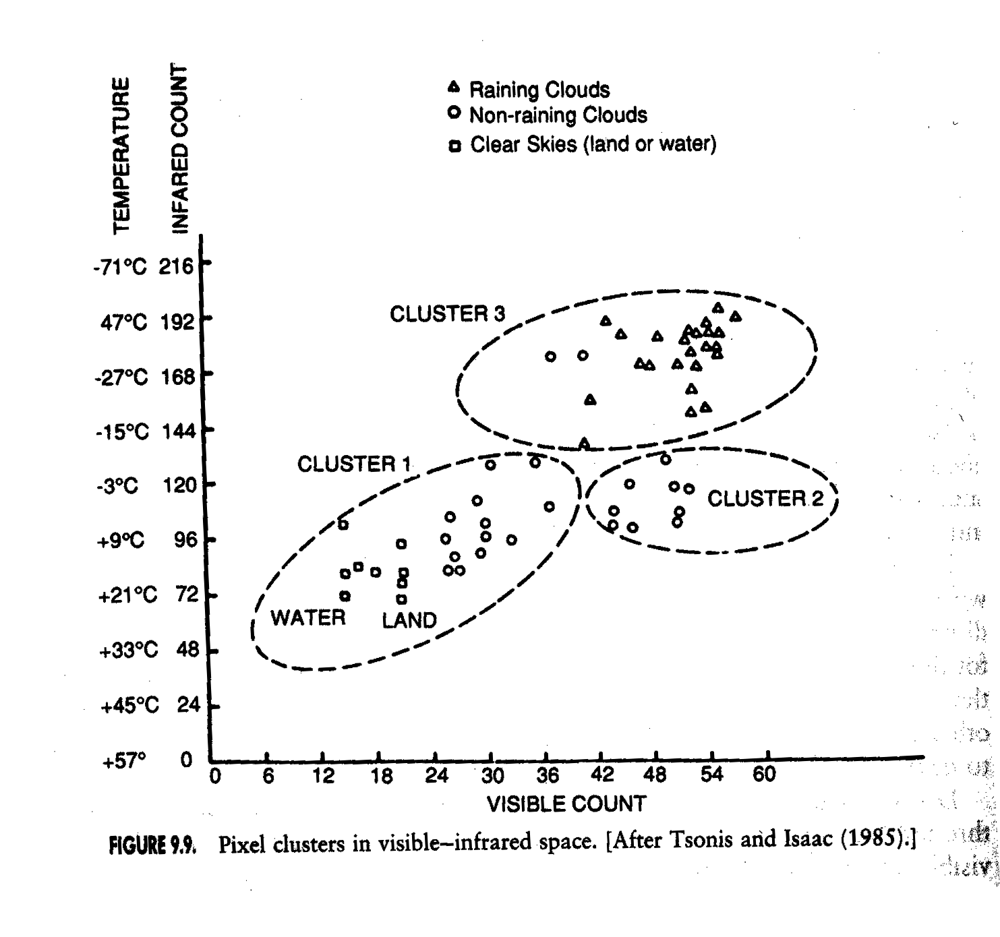 TEMPERATURE
INFARED COUNT
Raining Clouds
Non-raining Clouds
Clear Skies (land or water)
-71°C 216
47°C 192
-27°C 168
-15°C 144
-3°C 120
+9°C 96
+21°C 72
+33°C 48
+45°C 24
+57° 0
CLUSTER 3
CLUSTER 1
CLUSTER 2
WATER LAND
0 6 12 18 24 30 36 42 48 54 60
VISIBLE COUNT
FIGURE 9.9. Pixel clusters in visible–infrared space. [After Tsonis and Isaac (1985).]